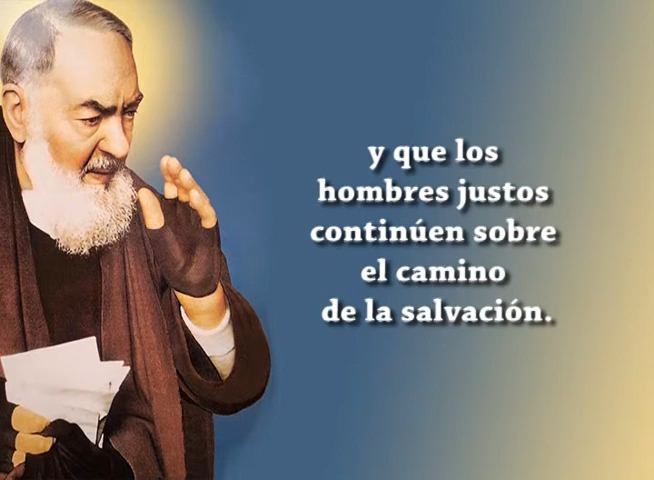 y que los
hombres justos
continúen sobre
el camino
de la salvación.